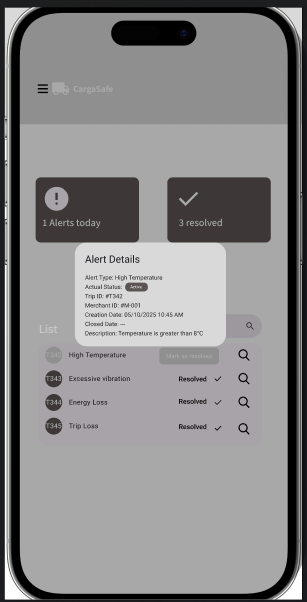 CargaSafe
1 Alerts today
3 resolved
Alert Details
Alert Type: High Temperature
Actual Status: Active
Trip ID: #T342
Merchant ID: #M-001
Creation Date: 05/10/2025 10:45 AM
Closed Date: —
Description: Temperature is greater than 8°C
List
T342 High Temperature Mark as resolved
T343 Excessive vibration Resolved
T344 Energy Loss Resolved
T345 Trip Loss Resolved